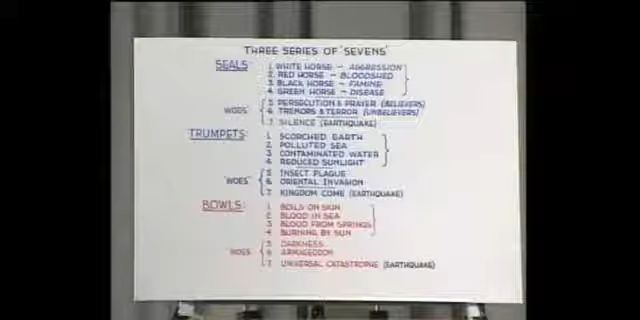 THREE SERIES OF 'SEVENS'
SEALS: 1. WHITE HORSE - AGGRESSION
2. RED HORSE - BLOODSHED
3. BLACK HORSE - FAMINE
4. GREEN HORSE - DISEASE
'WOES' 5. PERSECUTION & PRAYER (BELIEVERS)
6. TREMORS & TERROR (UNBELIEVERS)
7. SILENCE (EARTHQUAKE)
TRUMPETS: 1. SCORCHED EARTH
2. POLLUTED SEA
3. CONTAMINATED WATER
4. REDUCED SUNLIGHT
'WOES' 5. INSECT PLAGUE
6. ORIENTAL INVASION
7. KINGDOM COME (EARTHQUAKE)
BOWLS: 1. BOILS ON SKIN
2. BLOOD IN SEA
3. BLOOD FROM SPRINGS
4. BURNING BY SUN
'WOES' 5. DARKNESS
6. ARMAGEDDON
7. UNIVERSAL CATASTROPHE (EARTHQUAKE)